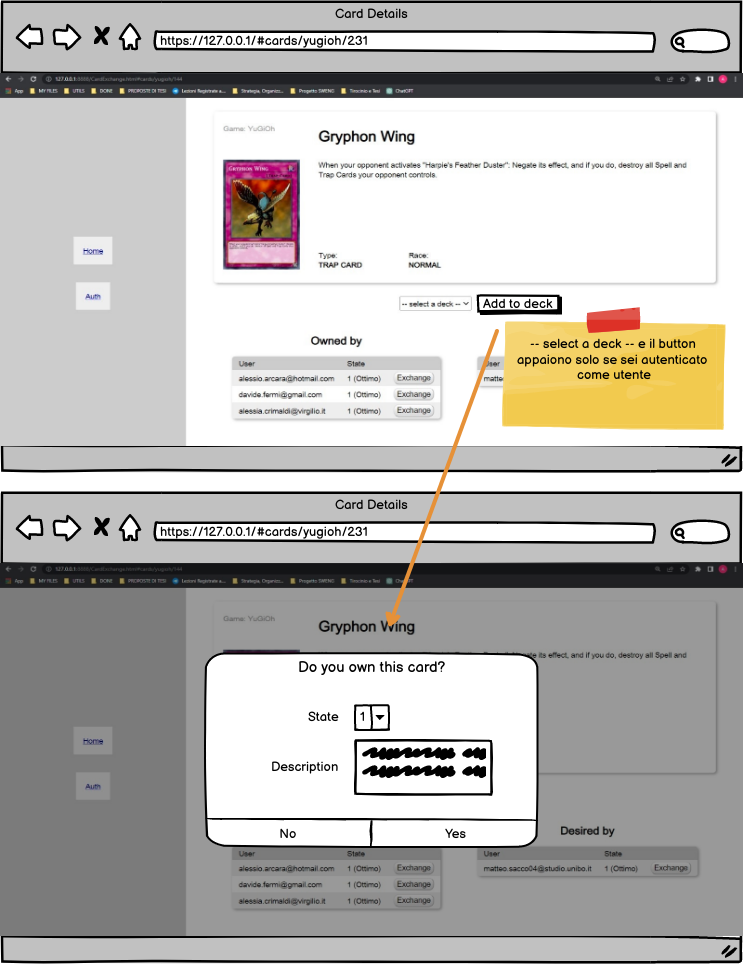 Card Details
https://127.0.0.1/#cards/yugioh/231
127.0.0.1:8888/CardExchange.html#cards/yugioh/144
App MY FILES UTILS DONE PROPOSTE DI TESI Lezioni Registrate a... Strategia, Organizz... Progetto SWENG Tirocinio e Tesi ChatGPT
Game: YuGiOh
Gryphon Wing
When your opponent activates "Harpie's Feather Duster": Negate its effect, and if you do, destroy all Spell and
Trap Cards your opponent controls.
GRYPHON WING
Type: Race:
TRAP CARD NORMAL
Home
Auth
-- select a deck -- Add to deck
-- select a deck -- e il button
appaiono solo se sei autenticato
come utente
Owned by
User State
alessio.arcara@hotmail.com 1 (Ottimo) Exchange
davide.fermi@gmail.com 1 (Ottimo) Exchange
alessia.crimaldi@virgilio.it 1 (Ottimo) Exchange
User
matteo
Card Details
https://127.0.0.1/#cards/yugioh/231
127.0.0.1:8888/CardExchange.html#cards/yugioh/144
App MY FILES UTILS DONE PROPOSTE DI TESI Lezioni Registrate a... Strategia, Organizz... Progetto SWENG Tirocinio e Tesi ChatGPT
Game: YuGiOh
Gryphon Wing
ate its effect, and if you do, destroy all Spell and
Do you own this card?
State 1
Description
No Yes
Home
Auth
Desired by
User State
alessio.arcara@hotmail.com 1 (Ottimo) Exchange
davide.fermi@gmail.com 1 (Ottimo) Exchange
alessia.crimaldi@virgilio.it 1 (Ottimo) Exchange
User State
matteo.sacco04@studio.unibo.it 1 (Ottimo) Exchange